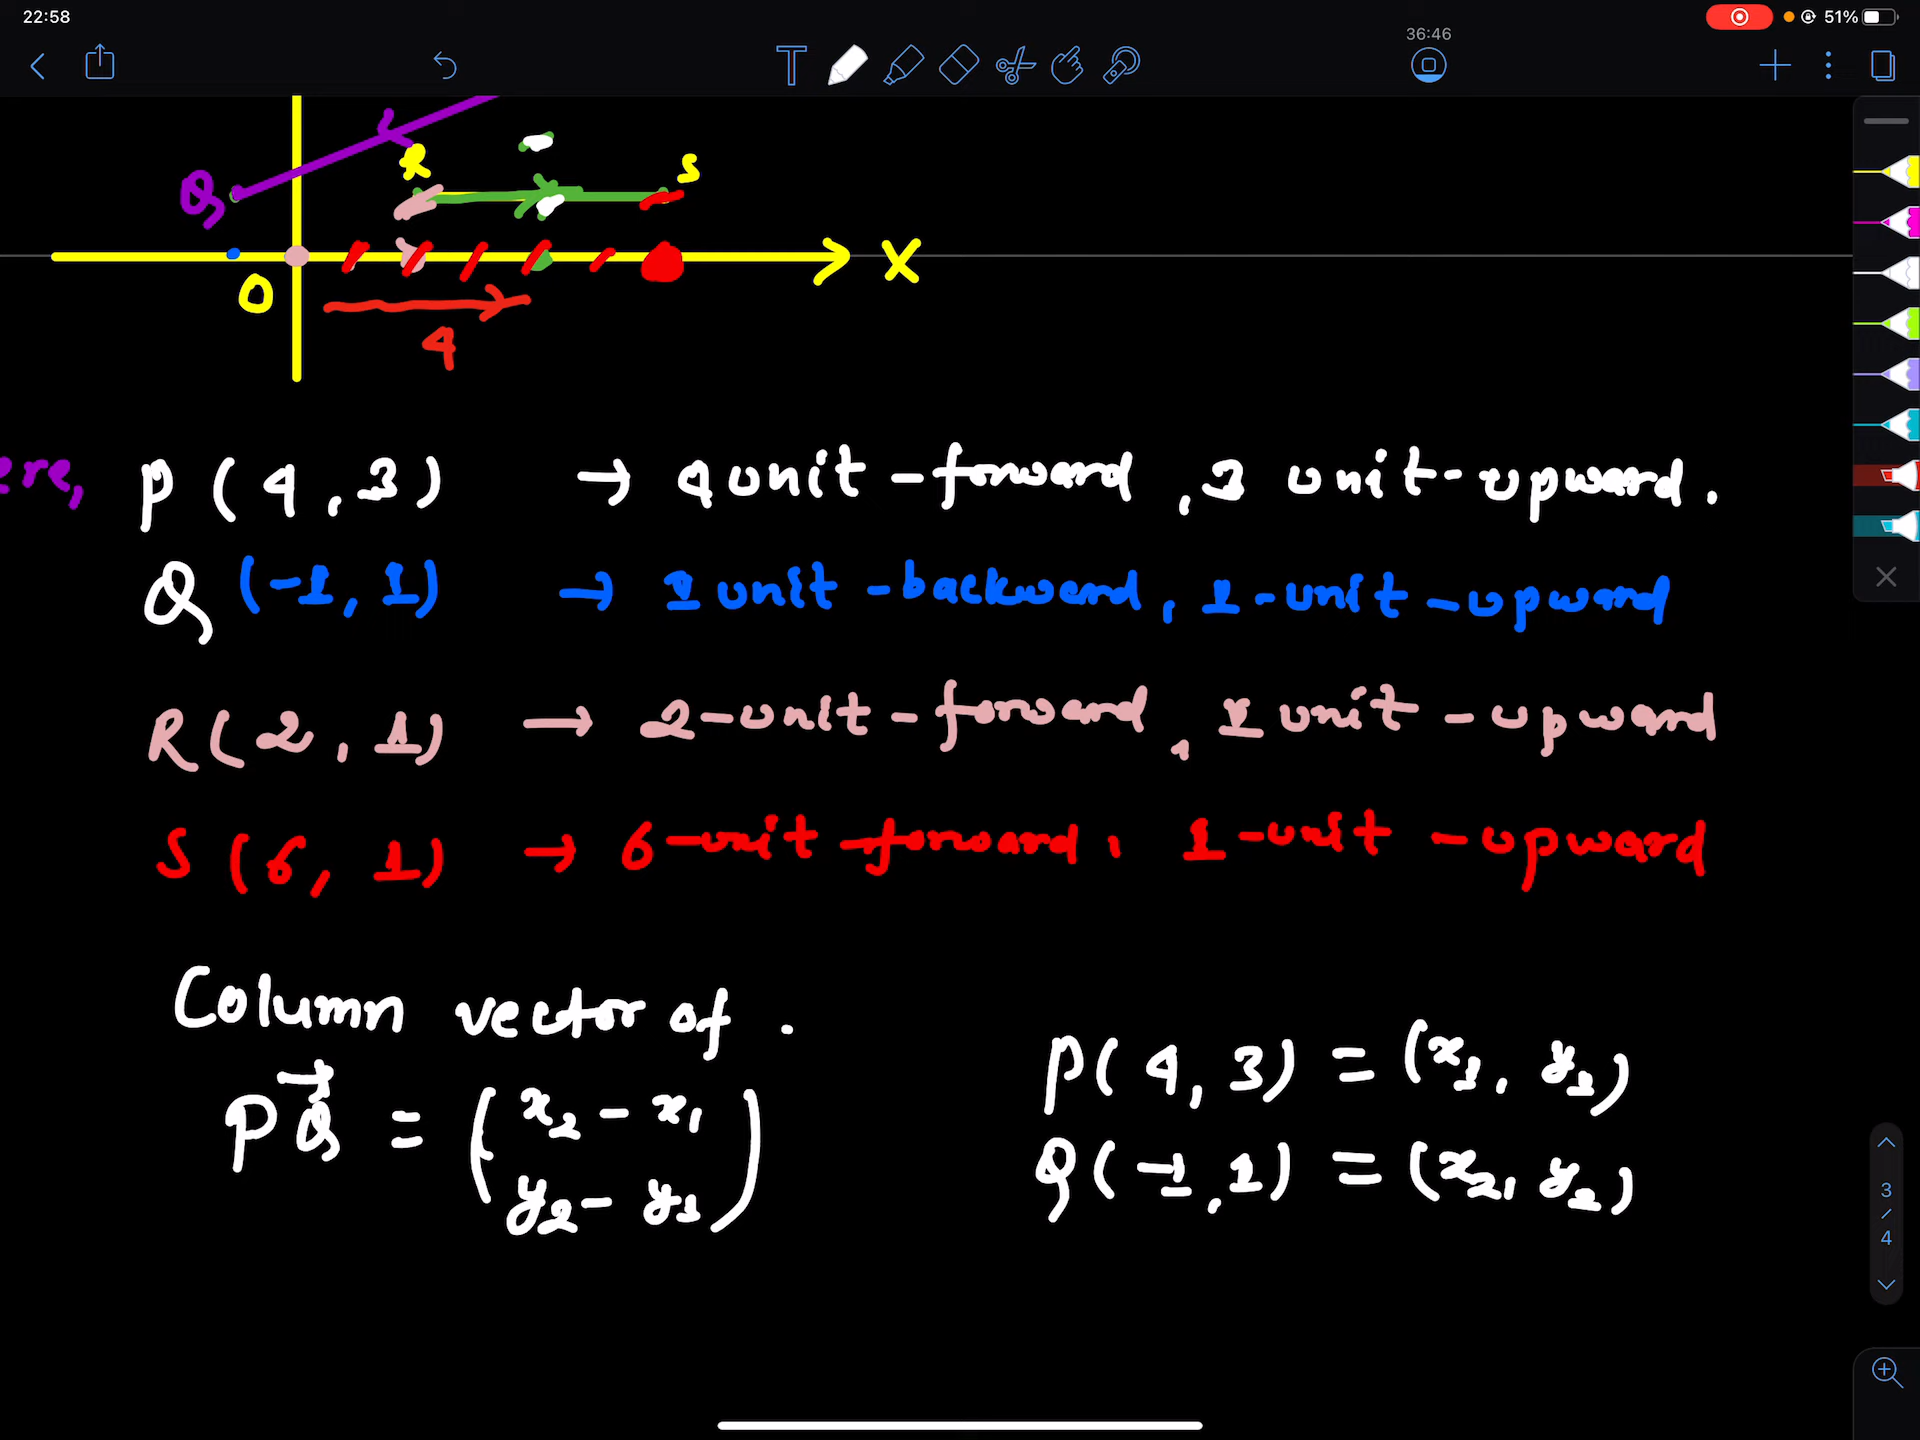 22:58
51%
36:46
T
Q
R
S
O
X
4
ere,
P(4,3) → 4 unit-forward, 3 unit-upward.
Q(-1,1) → 1 unit-backward, 1-unit-upward
R(2,1) → 2-unit-forward, 1 unit-upward
S(6,1) → 6-unit-forward, 1-unit-upward
Column vector of.
P(4,3) = (x₁, y₁)
PQ⃗ = (x₂ - x₁
y₂ - y₁)
Q(-1,1) = (x₂, y₂)
3
/
4